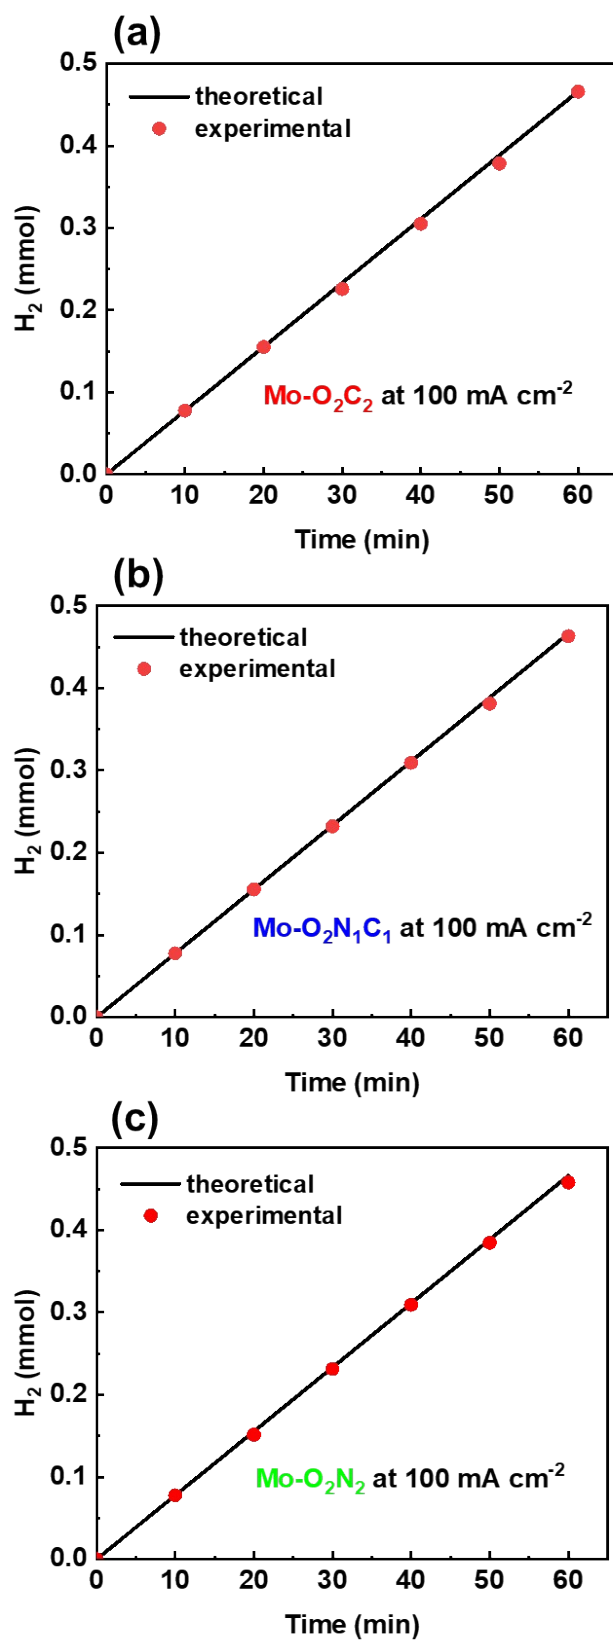 (a)
0.5
theoretical
experimental
0.4
0.3
H₂ (mmol)
0.2
0.1
Mo-O₂C₂ at 100 mA cm⁻²
0.0
0 10 20 30 40 50 60
Time (min)
(b)
0.5
theoretical
experimental
0.4
0.3
H₂ (mmol)
0.2
0.1
Mo-O₂N₁C₁ at 100 mA cm⁻²
0.0
0 10 20 30 40 50 60
Time (min)
(c)
0.5
theoretical
experimental
0.4
0.3
H₂ (mmol)
0.2
0.1
Mo-O₂N₂ at 100 mA cm⁻²
0.0
0 10 20 30 40 50 60
Time (min)